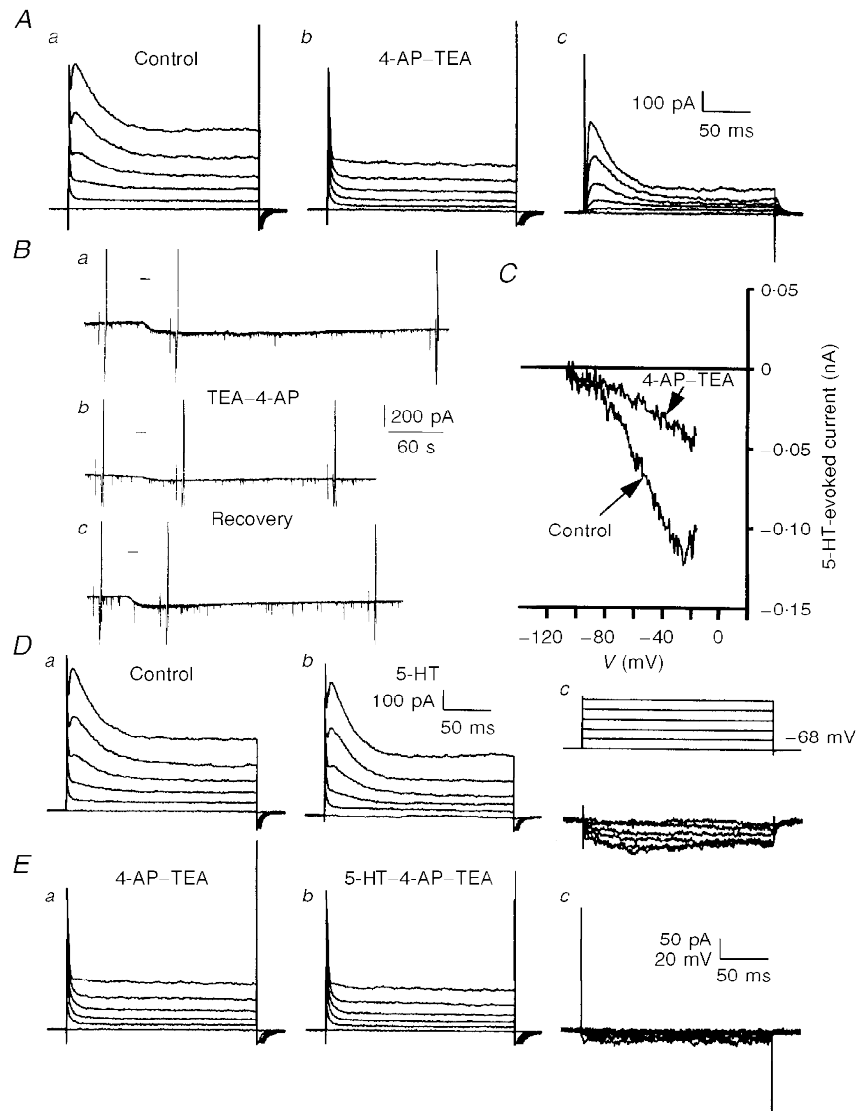 A
a
Control
b
4-AP–TEA
c
100 pA
50 ms
B
a
TEA–4-AP
b
200 pA
60 s
Recovery
c
C
0·05
0
−0·05
−0·10
−0·15
5-HT-evoked current (nA)
4-AP–TEA
Control
−120 −80 −40 0
V (mV)
D
a
Control
b
5-HT
100 pA
50 ms
c
−68 mV
E
a
4-AP–TEA
b
5-HT–4-AP–TEA
c
50 pA
20 mV
50 ms